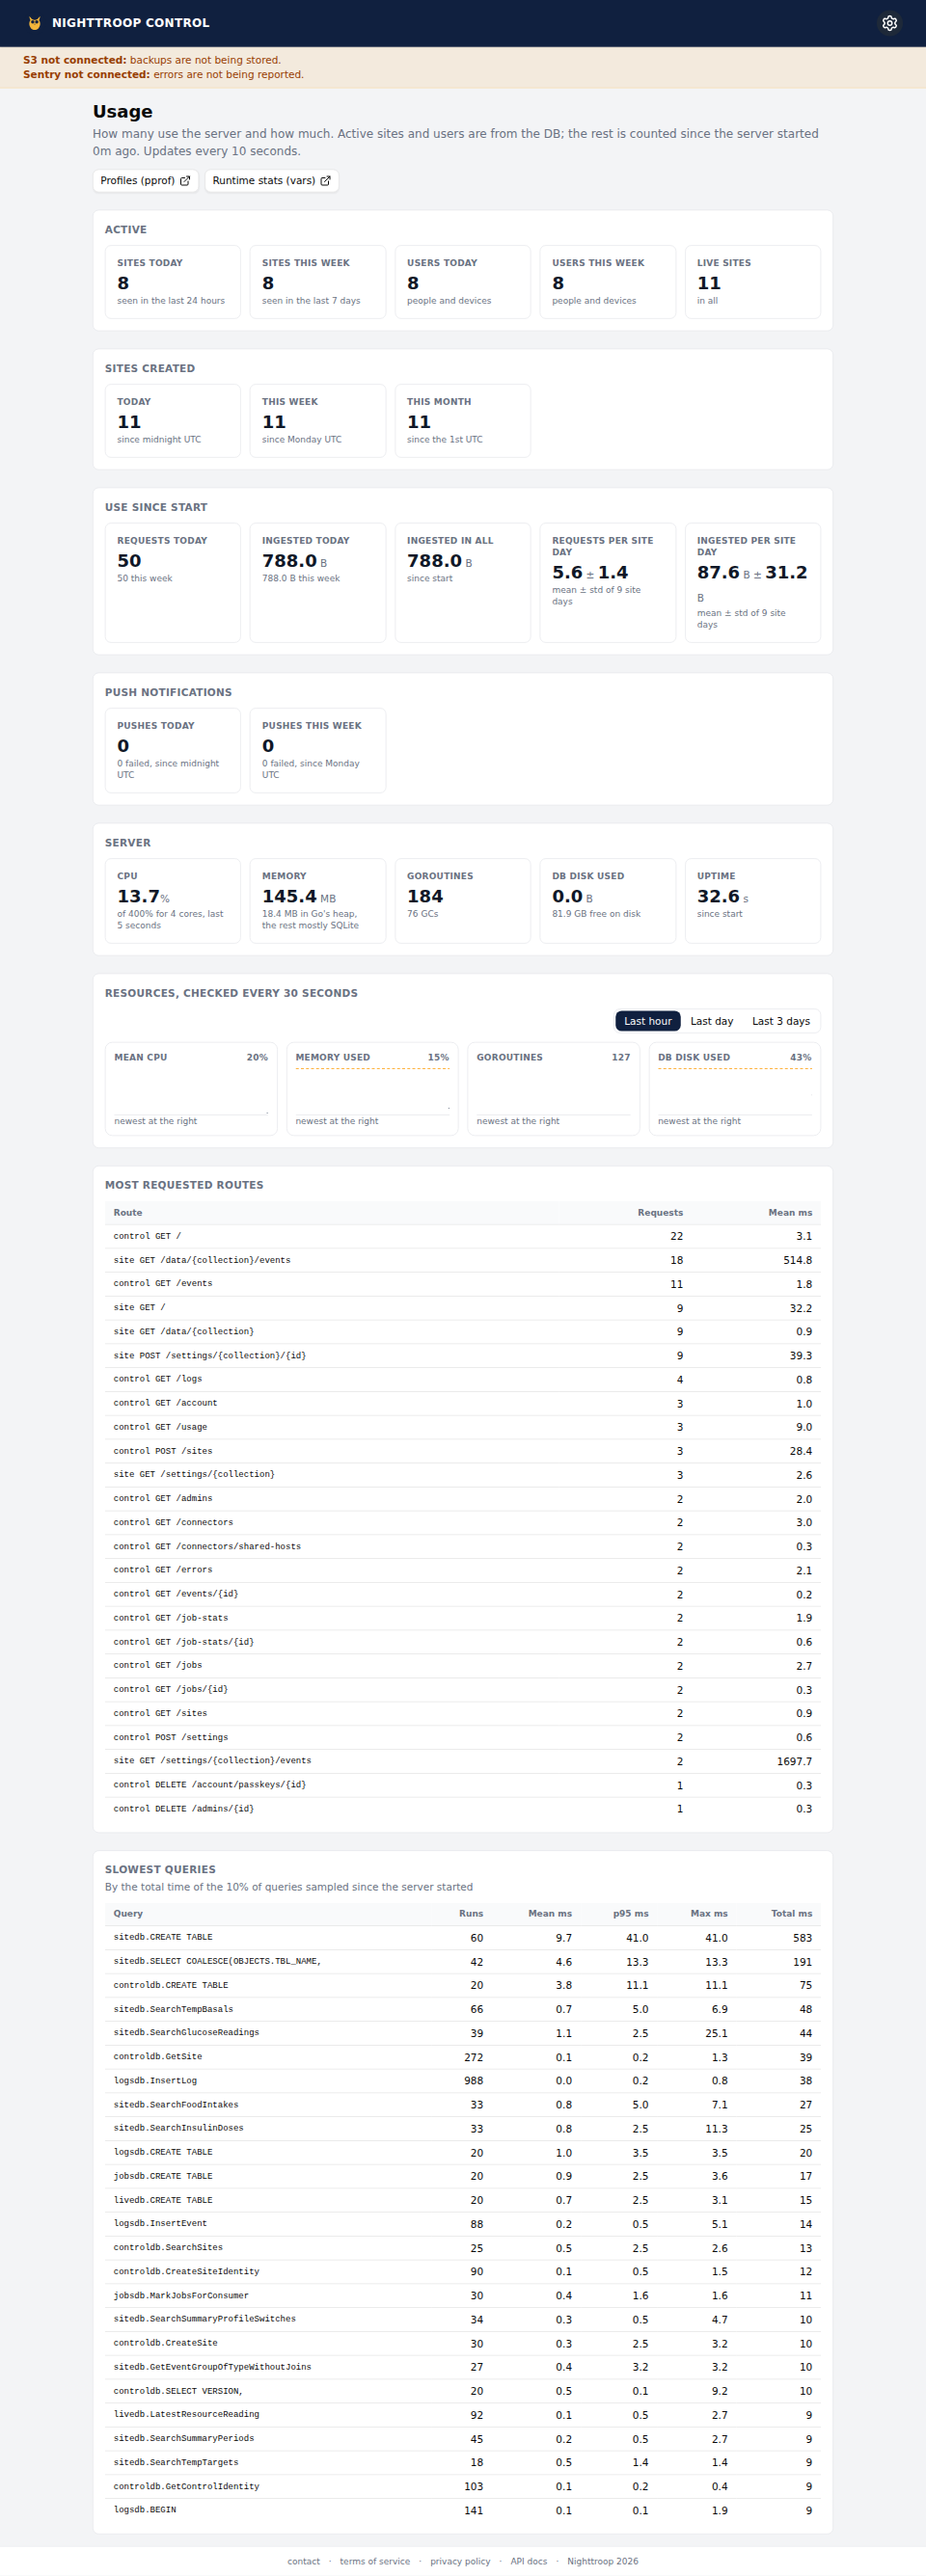 NIGHTTROOP CONTROL
S3 not connected: backups are not being stored.
Sentry not connected: errors are not being reported.
Usage
How many use the server and how much. Active sites and users are from the DB; the rest is counted since the server started
0m ago. Updates every 10 seconds.
Profiles (pprof) Runtime stats (vars)
ACTIVE
SITES TODAY
8
seen in the last 24 hours
SITES THIS WEEK
8
seen in the last 7 days
USERS TODAY
8
people and devices
USERS THIS WEEK
8
people and devices
LIVE SITES
11
in all
SITES CREATED
TODAY
11
since midnight UTC
THIS WEEK
11
since Monday UTC
THIS MONTH
11
since the 1st UTC
USE SINCE START
REQUESTS TODAY
50
50 this week
INGESTED TODAY
788.0 B
788.0 B this week
INGESTED IN ALL
788.0 B
since start
REQUESTS PER SITE
DAY
5.6 ± 1.4
mean ± std of 9 site
days
INGESTED PER SITE
DAY
87.6 B ± 31.2
B
mean ± std of 9 site
days
PUSH NOTIFICATIONS
PUSHES TODAY
0
0 failed, since midnight
UTC
PUSHES THIS WEEK
0
0 failed, since Monday
UTC
SERVER
CPU
13.7%
of 400% for 4 cores, last
5 seconds
MEMORY
145.4 MB
18.4 MB in Go's heap,
the rest mostly SQLite
GOROUTINES
184
76 GCs
DB DISK USED
0.0 B
81.9 GB free on disk
UPTIME
32.6 s
since start
RESOURCES, CHECKED EVERY 30 SECONDS
Last hour Last day Last 3 days
MEAN CPU 20%
newest at the right
MEMORY USED 15%
newest at the right
GOROUTINES 127
newest at the right
DB DISK USED 43%
newest at the right
MOST REQUESTED ROUTES
Route Requests Mean ms
control GET / 22 3.1
site GET /data/{collection}/events 18 514.8
control GET /events 11 1.8
site GET / 9 32.2
site GET /data/{collection} 9 0.9
site POST /settings/{collection}/{id} 9 39.3
control GET /logs 4 0.8
control GET /account 3 1.0
control GET /usage 3 9.0
control POST /sites 3 28.4
site GET /settings/{collection} 3 2.6
control GET /admins 2 2.0
control GET /connectors 2 3.0
control GET /connectors/shared-hosts 2 0.3
control GET /errors 2 2.1
control GET /events/{id} 2 0.2
control GET /job-stats 2 1.9
control GET /job-stats/{id} 2 0.6
control GET /jobs 2 2.7
control GET /jobs/{id} 2 0.3
control GET /sites 2 0.9
control POST /settings 2 0.6
site GET /settings/{collection}/events 2 1697.7
control DELETE /account/passkeys/{id} 1 0.3
control DELETE /admins/{id} 1 0.3
SLOWEST QUERIES
By the total time of the 10% of queries sampled since the server started
Query Runs Mean ms p95 ms Max ms Total ms
sitedb.CREATE TABLE 60 9.7 41.0 41.0 583
sitedb.SELECT COALESCE(OBJECTS.TBL_NAME, 42 4.6 13.3 13.3 191
controldb.CREATE TABLE 20 3.8 11.1 11.1 75
sitedb.SearchTempBasals 66 0.7 5.0 6.9 48
sitedb.SearchGlucoseReadings 39 1.1 2.5 25.1 44
controldb.GetSite 272 0.1 0.2 1.3 39
logsdb.InsertLog 988 0.0 0.2 0.8 38
sitedb.SearchFoodIntakes 33 0.8 5.0 7.1 27
sitedb.SearchInsulinDoses 33 0.8 2.5 11.3 25
logsdb.CREATE TABLE 20 1.0 3.5 3.5 20
jobsdb.CREATE TABLE 20 0.9 2.5 3.6 17
livedb.CREATE TABLE 20 0.7 2.5 3.1 15
logsdb.InsertEvent 88 0.2 0.5 5.1 14
controldb.SearchSites 25 0.5 2.5 2.6 13
controldb.CreateSiteIdentity 90 0.1 0.5 1.5 12
jobsdb.MarkJobsForConsumer 30 0.4 1.6 1.6 11
sitedb.SearchSummaryProfileSwitches 34 0.3 0.5 4.7 10
controldb.CreateSite 30 0.3 2.5 3.2 10
sitedb.GetEventGroupOfTypeWithoutJoins 27 0.4 3.2 3.2 10
controldb.SELECT VERSION, 20 0.5 0.1 9.2 10
livedb.LatestResourceReading 92 0.1 0.5 2.7 9
sitedb.SearchSummaryPeriods 45 0.2 0.5 2.7 9
sitedb.SearchTempTargets 18 0.5 1.4 1.4 9
controldb.GetControlIdentity 103 0.1 0.2 0.4 9
logsdb.BEGIN 141 0.1 0.1 1.9 9
contact · terms of service · privacy policy · API docs · Nighttroop 2026